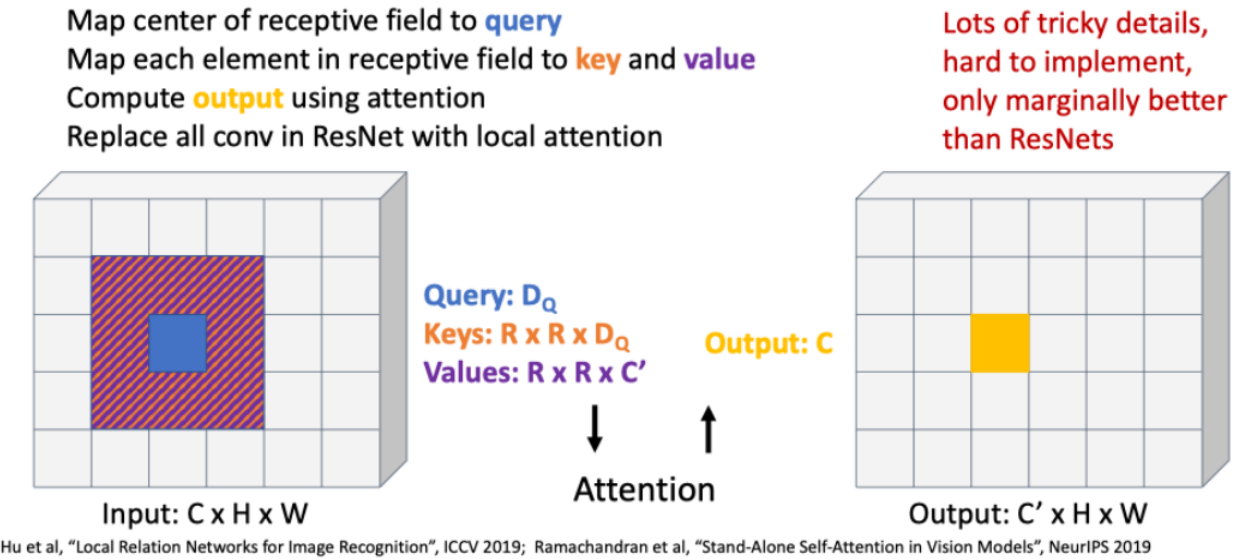 Map center of receptive field to query
Map each element in receptive field to key and value
Compute output using attention
Replace all conv in ResNet with local attention
Lots of tricky details,
hard to implement,
only marginally better
than ResNets
Query: D_Q
Keys: R x R x D_Q
Values: R x R x C’
Output: C
Attention
Input: C x H x W
Output: C’ x H x W
Hu et al, “Local Relation Networks for Image Recognition”, ICCV 2019; Ramachandran et al, “Stand-Alone Self-Attention in Vision Models”, NeurIPS 2019